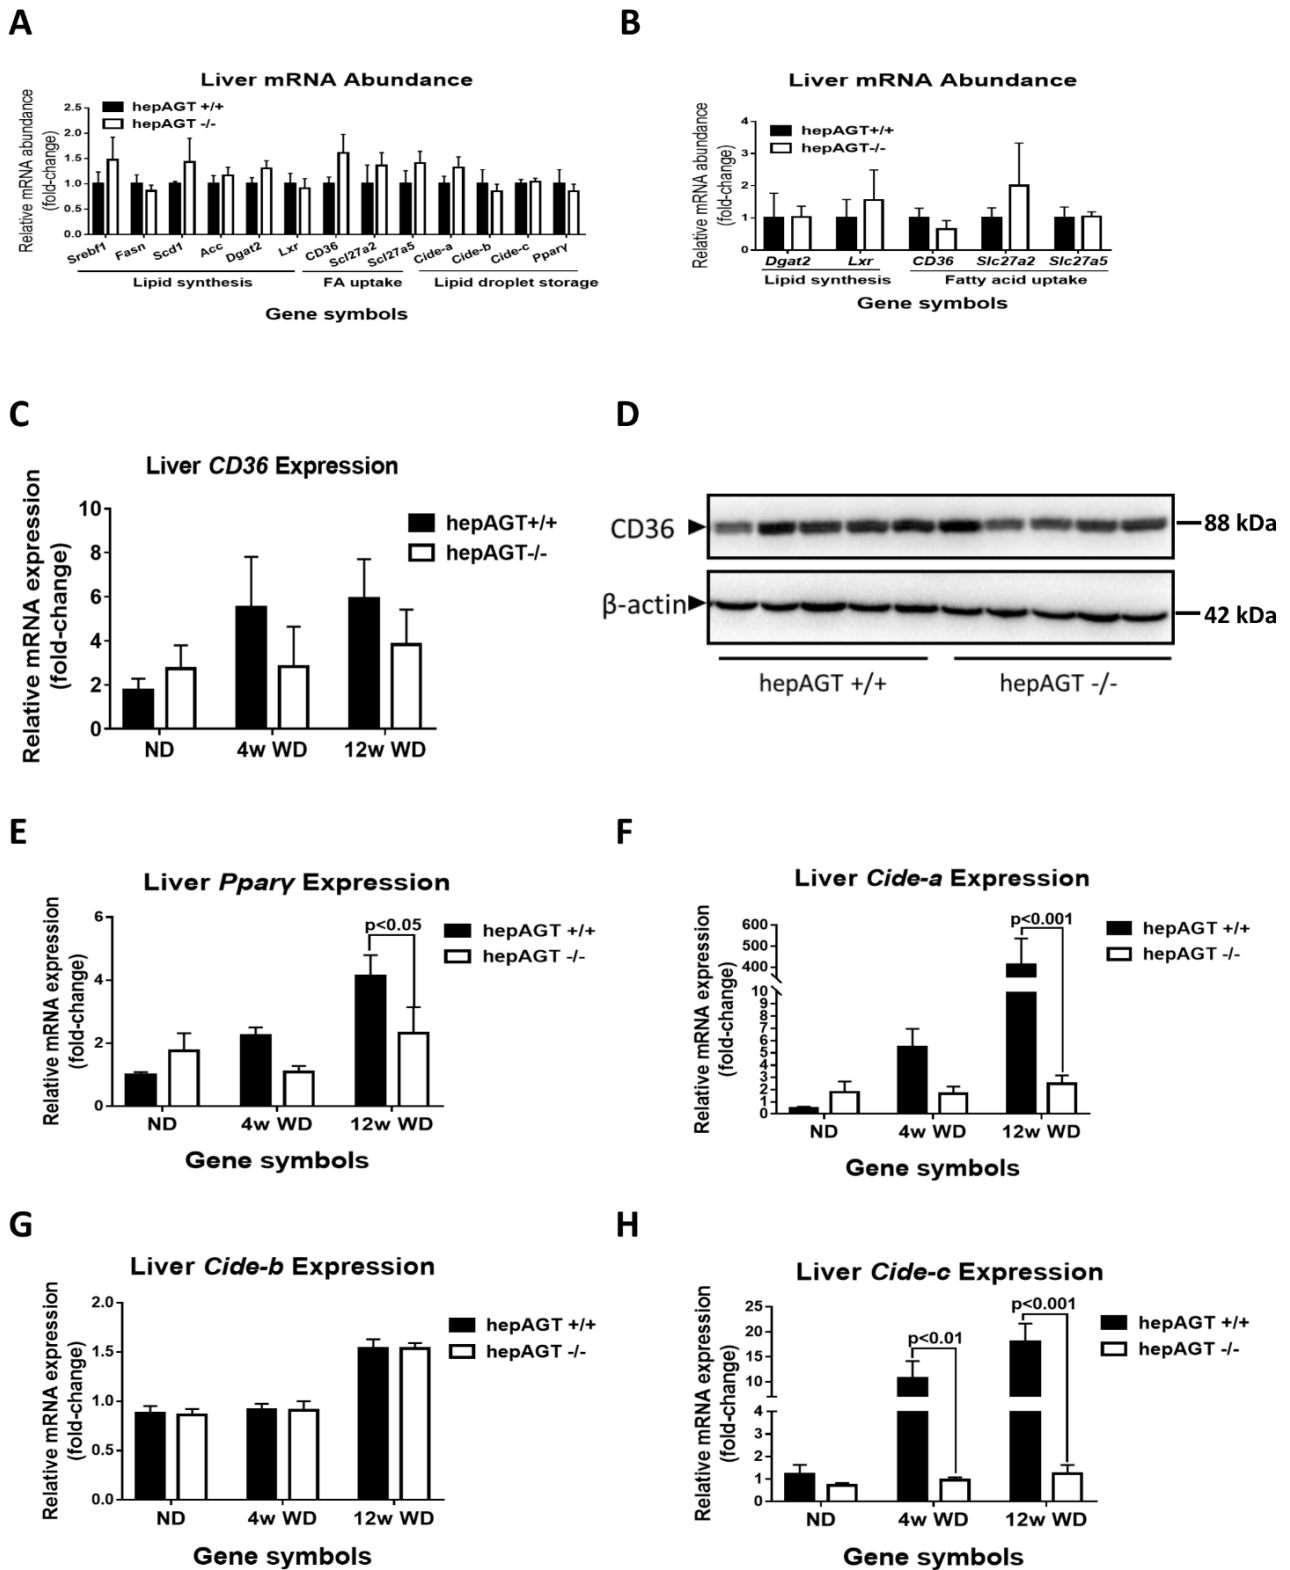 A
Liver mRNA Abundance
Relative mRNA abundance
(fold-change)
2.5
2.0
1.5
1.0
0.5
0.0
hepAGT +/+
hepAGT -/-
Srebf1 Fasn Scd1 Acc Dgat2 Lxr CD36 Scl27a2 Scl27a5 Cide-a Cide-b Cide-c Pparγ
Lipid synthesis FA uptake Lipid droplet storage
Gene symbols
B
Liver mRNA Abundance
Relative mRNA abundance
(fold-change)
4
3
2
1
0
hepAGT+/+
hepAGT-/-
Dgat2 Lxr CD36 Slc27a2 Slc27a5
Lipid synthesis Fatty acid uptake
Gene symbols
C
Liver CD36 Expression
Relative mRNA expression
(fold-change)
10
8
6
4
2
0
hepAGT+/+
hepAGT-/-
ND 4w WD 12w WD
D
CD36 88 kDa
β-actin 42 kDa
hepAGT +/+ hepAGT -/-
E
Liver Pparγ Expression
Relative mRNA expression
(fold-change)
6
4
2
0
p<0.05
hepAGT +/+
hepAGT -/-
ND 4w WD 12w WD
Gene symbols
F
Liver Cide-a Expression
Relative mRNA expression
(fold-change)
600
500
400
10
9
8
7
6
5
4
3
2
1
0
p<0.001
hepAGT +/+
hepAGT -/-
ND 4w WD 12w WD
Gene symbols
G
Liver Cide-b Expression
Relative mRNA expression
(fold-change)
2.0
1.5
1.0
0.5
0.0
hepAGT +/+
hepAGT -/-
ND 4w WD 12w WD
Gene symbols
H
Liver Cide-c Expression
Relative mRNA expression
(fold-change)
25
20
15
10
4
3
2
1
0
p<0.01
p<0.001
hepAGT +/+
hepAGT -/-
ND 4w WD 12w WD
Gene symbols